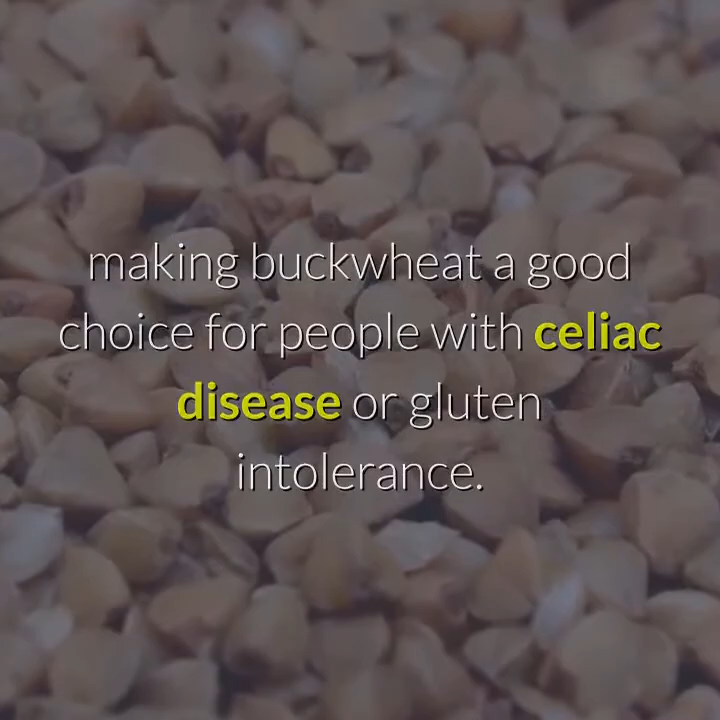 making buckwheat a good
choice for people with celiac
disease or gluten
intolerance.